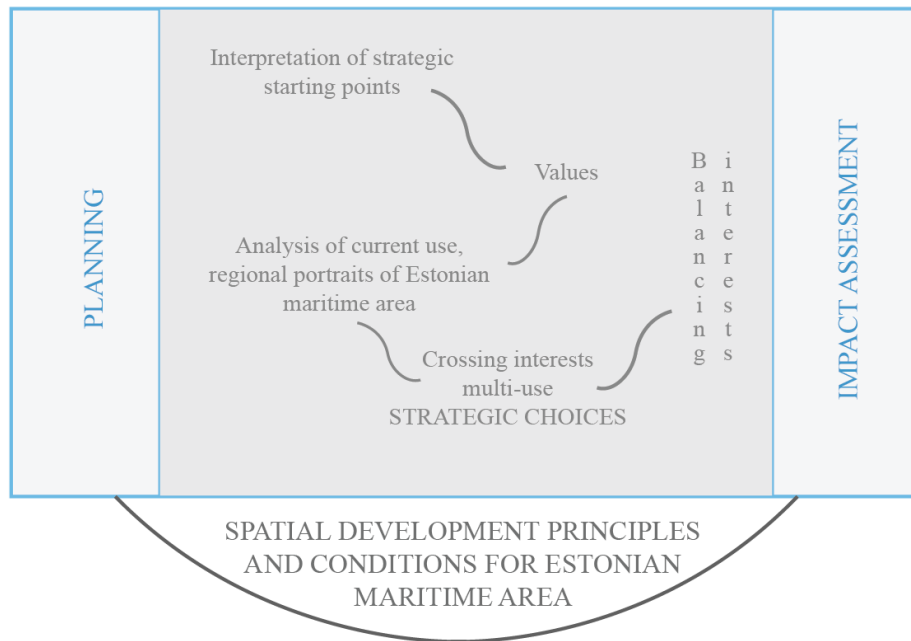 PLANNING
Interpretation of strategic
starting points
Values
Analysis of current use,
regional portraits of Estonian
maritime area
Crossing interests
multi-use
STRATEGIC CHOICES
Balancing
interests
IMPACT ASSESSMENT
SPATIAL DEVELOPMENT PRINCIPLES
AND CONDITIONS FOR ESTONIAN
MARITIME AREA